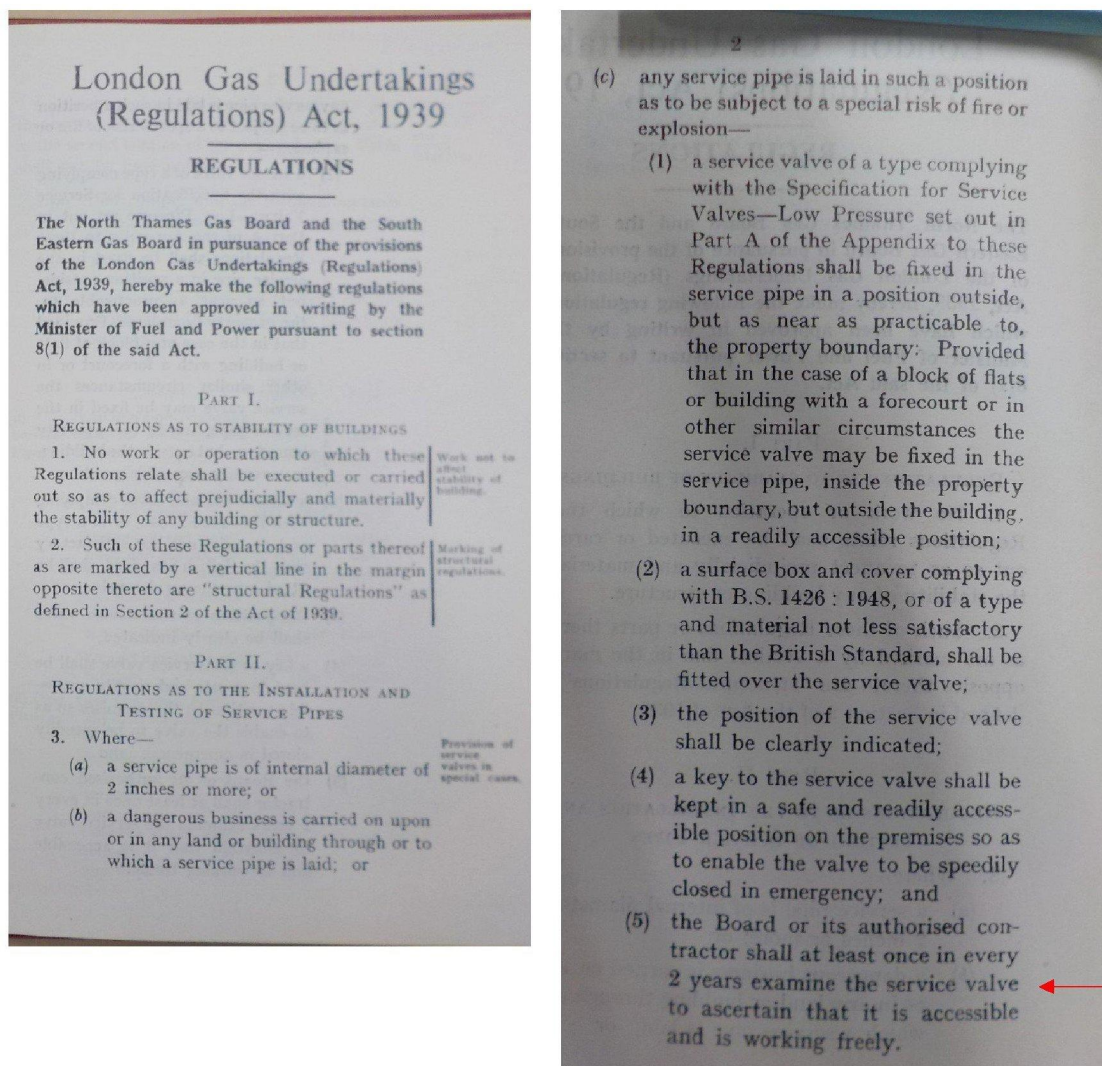 London Gas Undertakings
(Regulations) Act, 1939
REGULATIONS
The North Thames Gas Board and the South
Eastern Gas Board in pursuance of the provisions
of the London Gas Undertakings (Regulations)
Act, 1939, hereby make the following regulations
which have been approved in writing by the
Minister of Fuel and Power pursuant to section
8(1) of the said Act.
PART I.
REGULATIONS AS TO STABILITY OF BUILDINGS
1. No work or operation to which these
Regulations relate shall be executed or carried
out so as to affect prejudicially and materially
the stability of any building or structure.
Work not to
affect
stability of
building.
2. Such of these Regulations or parts thereof
as are marked by a vertical line in the margin
opposite thereto are "structural Regulations" as
defined in Section 2 of the Act of 1939.
Marking of
structural
regulations.
PART II.
REGULATIONS AS TO THE INSTALLATION AND
TESTING OF SERVICE PIPES
3. Where—
Provision of
service
valves in
special cases.
(a) a service pipe is of internal diameter of
2 inches or more; or
(b) a dangerous business is carried on upon
or in any land or building through or to
which a service pipe is laid; or
2
(c) any service pipe is laid in such a position
as to be subject to a special risk of fire or
explosion—
(1) a service valve of a type complying
with the Specification for Service
Valves—Low Pressure set out in
Part A of the Appendix to these
Regulations shall be fixed in the
service pipe in a position outside,
but as near as practicable to,
the property boundary: Provided
that in the case of a block of flats
or building with a forecourt or in
other similar circumstances the
service valve may be fixed in the
service pipe, inside the property
boundary, but outside the building,
in a readily accessible position;
(2) a surface box and cover complying
with B.S. 1426 : 1948, or of a type
and material not less satisfactory
than the British Standard, shall be
fitted over the service valve;
(3) the position of the service valve
shall be clearly indicated;
(4) a key to the service valve shall be
kept in a safe and readily access-
ible position on the premises so as
to enable the valve to be speedily
closed in emergency; and
(5) the Board or its authorised con-
tractor shall at least once in every
2 years examine the service valve
to ascertain that it is accessible
and is working freely.